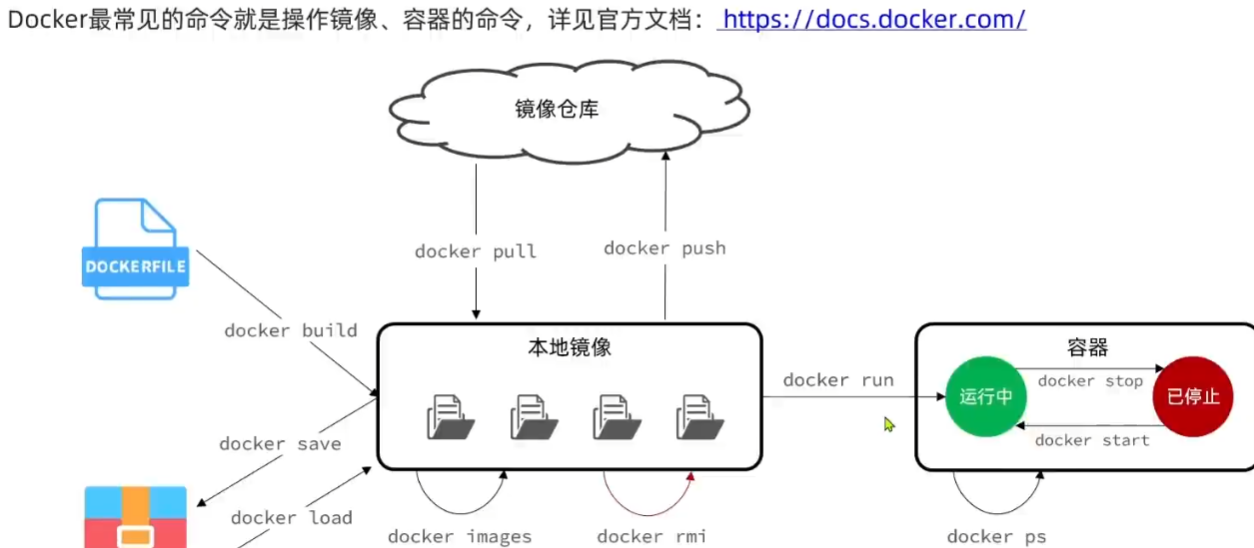 Docker最常见的命令就是操作镜像、容器的命令，详见官方文档： https://docs.docker.com/
镜像仓库
docker pull
docker push
DOCKERFILE
docker build
本地镜像
容器
docker run
运行中
docker stop
已停止
docker start
docker save
docker load
docker images
docker rmi
docker ps